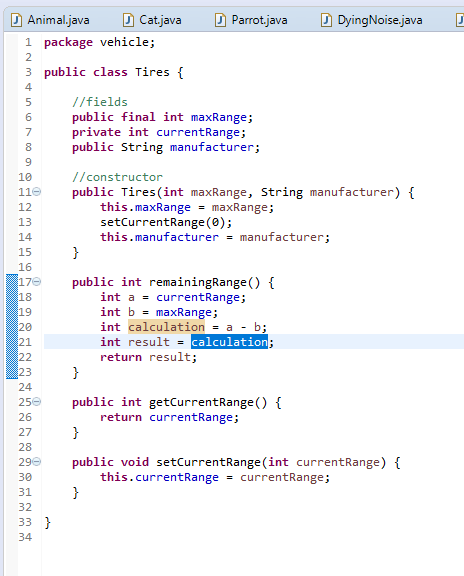 Animal.java Cat.java Parrot.java DyingNoise.java
1 package vehicle;
2
3 public class Tires {
4
5     //fields
6     public final int maxRange;
7     private int currentRange;
8     public String manufacturer;
9
10     //constructor
11     public Tires(int maxRange, String manufacturer) {
12         this.maxRange = maxRange;
13         setCurrentRange(0);
14         this.manufacturer = manufacturer;
15     }
16
17     public int remainingRange() {
18         int a = currentRange;
19         int b = maxRange;
20         int calculation = a - b;
21         int result = calculation;
22         return result;
23     }
24
25     public int getCurrentRange() {
26         return currentRange;
27     }
28
29     public void setCurrentRange(int currentRange) {
30         this.currentRange = currentRange;
31     }
32
33 }
34